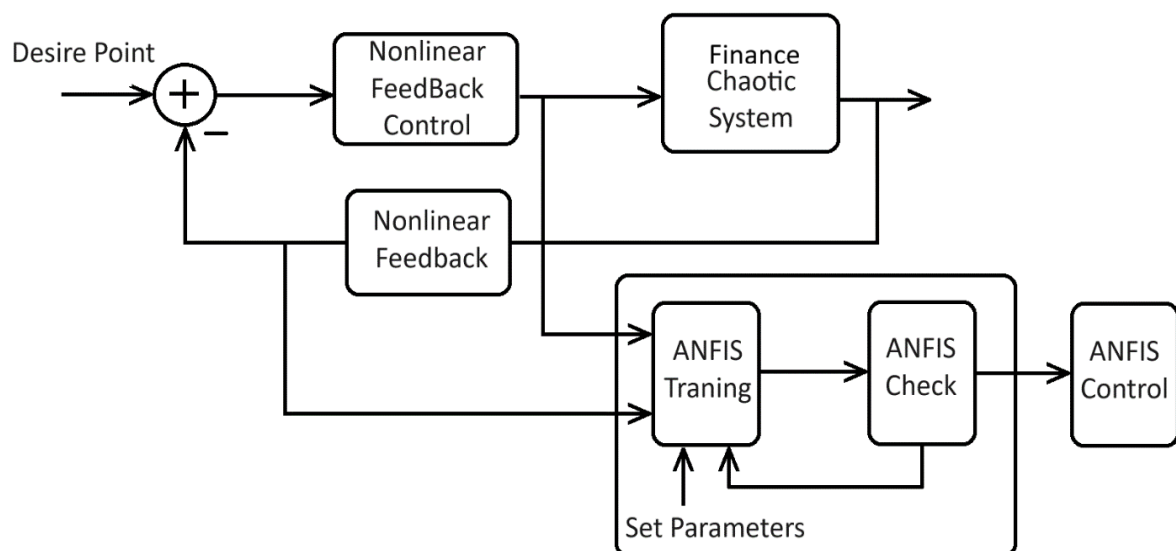 Desire Point
+
−
Nonlinear
FeedBack
Control
Finance
Chaotic
System
Nonlinear
Feedback
ANFIS
Traning
ANFIS
Check
ANFIS
Control
Set Parameters